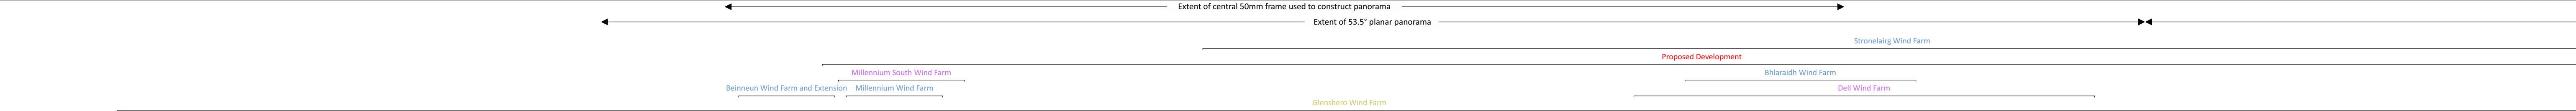 Extent of central 50mm frame used to construct panorama
Extent of 53.5° planar panorama
Stronelairg Wind Farm
Proposed Development
Millennium South Wind Farm
Bhlaraidh Wind Farm
Beinneun Wind Farm and Extension
Millennium Wind Farm
Dell Wind Farm
Glenshero Wind Farm